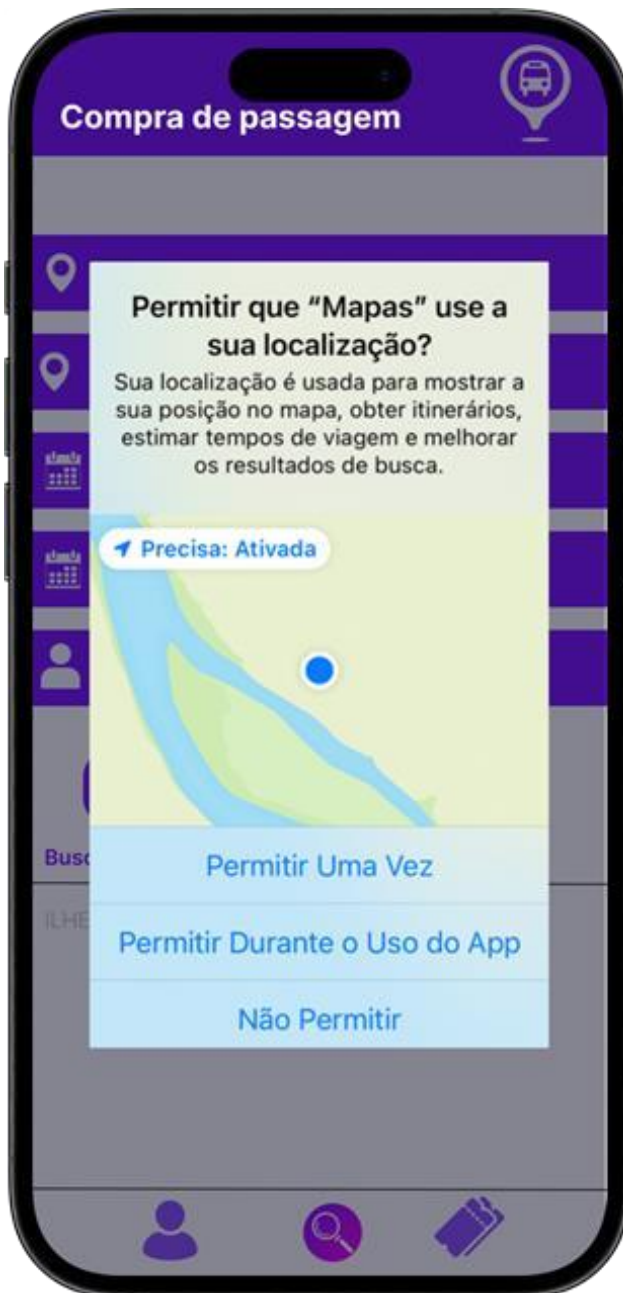 Compra de passagem
Permitir que “Mapas” use a
sua localização?
Sua localização é usada para mostrar a
sua posição no mapa, obter itinerários,
estimar tempos de viagem e melhorar
os resultados de busca.
Precisa: Ativada
Permitir Uma Vez
Permitir Durante o Uso do App
Não Permitir